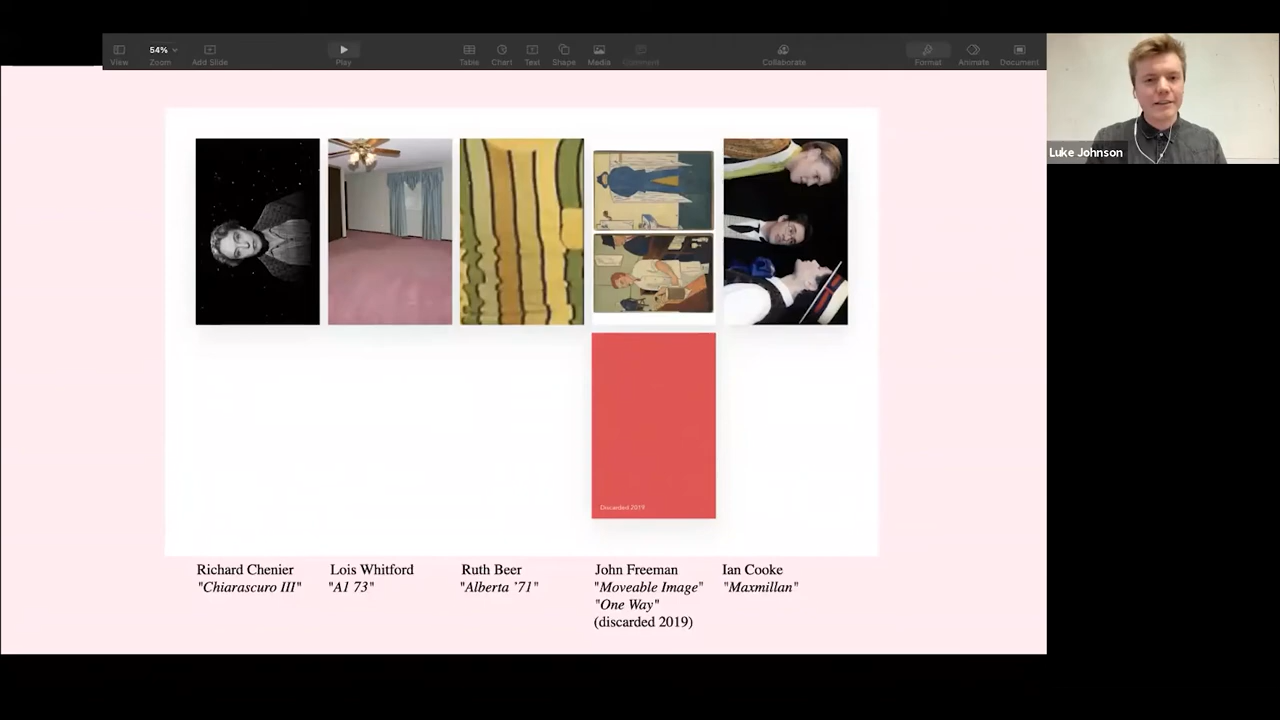 54%
View
Zoom
Add Slide
Play
Table
Chart
Text
Shape
Media
Comment
Collaborate
Format
Animate
Document
Luke Johnson
Discarded 2019
Richard Chenier
"Chiarascuro III"
Lois Whitford
"A1 73"
Ruth Beer
"Alberta ’71"
John Freeman
"Moveable Image"
"One Way"
(discarded 2019)
Ian Cooke
"Maxmillan"